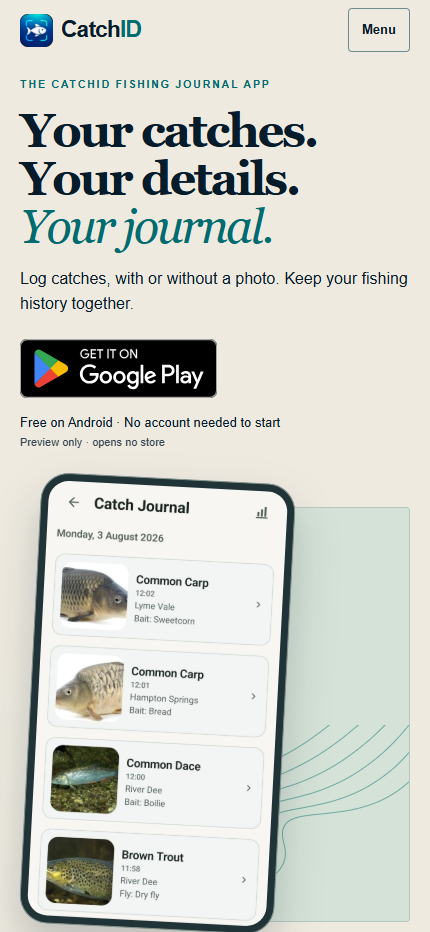 CatchID
Menu
THE CATCHID FISHING JOURNAL APP
Your catches.
Your details.
Your journal.
Log catches, with or without a photo. Keep your fishing
history together.
GET IT ON
Google Play
Free on Android · No account needed to start
Preview only · opens no store
Catch Journal
Monday, 3 August 2026
Common Carp
12:02
Lyme Vale
Bait: Sweetcorn
Common Carp
12:01
Hampton Springs
Bait: Bread
Common Dace
12:00
River Dee
Bait: Boilie
Brown Trout
11:58
River Dee
Fly: Dry fly